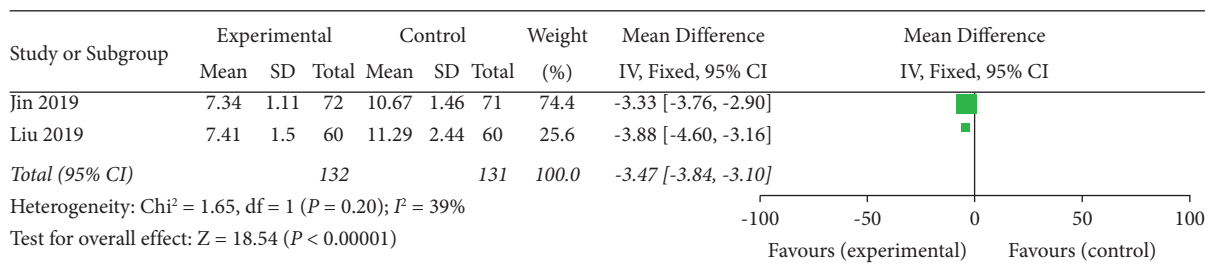 Study or Subgroup Experimental Control Weight (%) Mean Difference IV, Fixed, 95% CI Mean Difference IV, Fixed, 95% CI
Mean SD Total Mean SD Total
Jin 2019 7.34 1.11 72 10.67 1.46 71 74.4 -3.33 [-3.76, -2.90]
Liu 2019 7.41 1.5 60 11.29 2.44 60 25.6 -3.88 [-4.60, -3.16]
Total (95% CI) 132 131 100.0 -3.47 [-3.84, -3.10]
Heterogeneity: Chi² = 1.65, df = 1 (P = 0.20); I² = 39%
Test for overall effect: Z = 18.54 (P < 0.00001)
-100 -50 0 50 100
Favours (experimental) Favours (control)